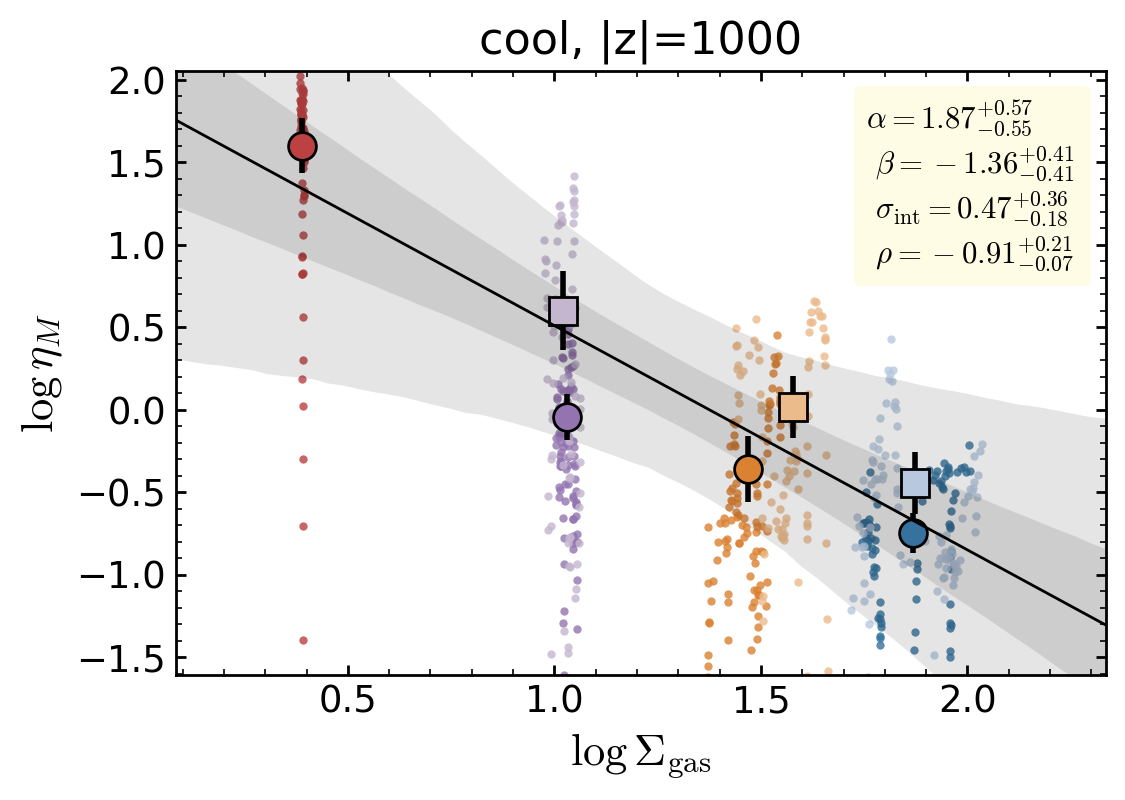 cool, |z|=1000
2.0
1.5
1.0
0.5
0.0
−0.5
−1.0
−1.5
log η_M
α = 1.87^{+0.57}_{−0.55}
β = −1.36^{+0.41}_{−0.41}
σ_int = 0.47^{+0.36}_{−0.18}
ρ = −0.91^{+0.21}_{−0.07}
0.5 1.0 1.5 2.0
log Σ_gas